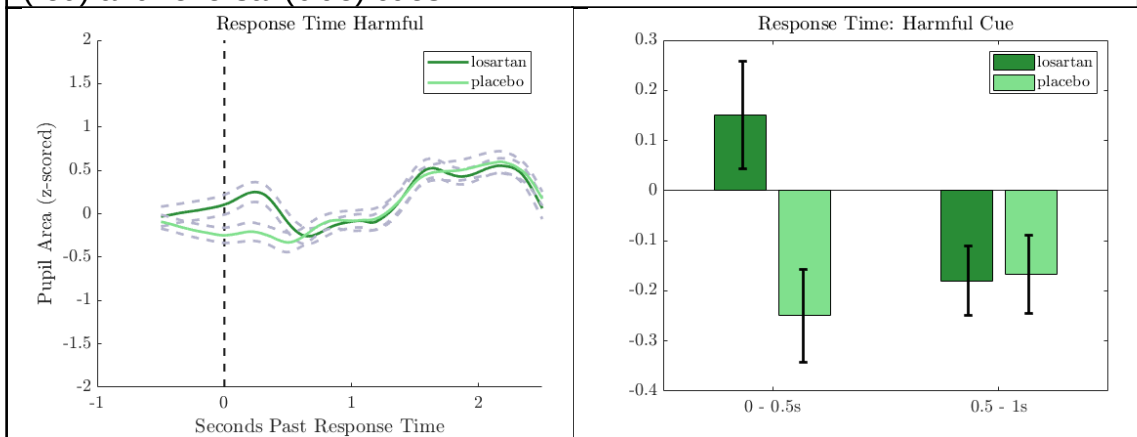 Response Time Harmful
2
1.5
1
0.5
0
-0.5
-1
-1.5
-2
-1
0
1
2
losartan
placebo
Pupil Area (z-scored)
Seconds Past Response Time
Response Time: Harmful Cue
0.3
0.2
0.1
0
-0.1
-0.2
-0.3
-0.4
0 - 0.5s
0.5 - 1s
losartan
placebo